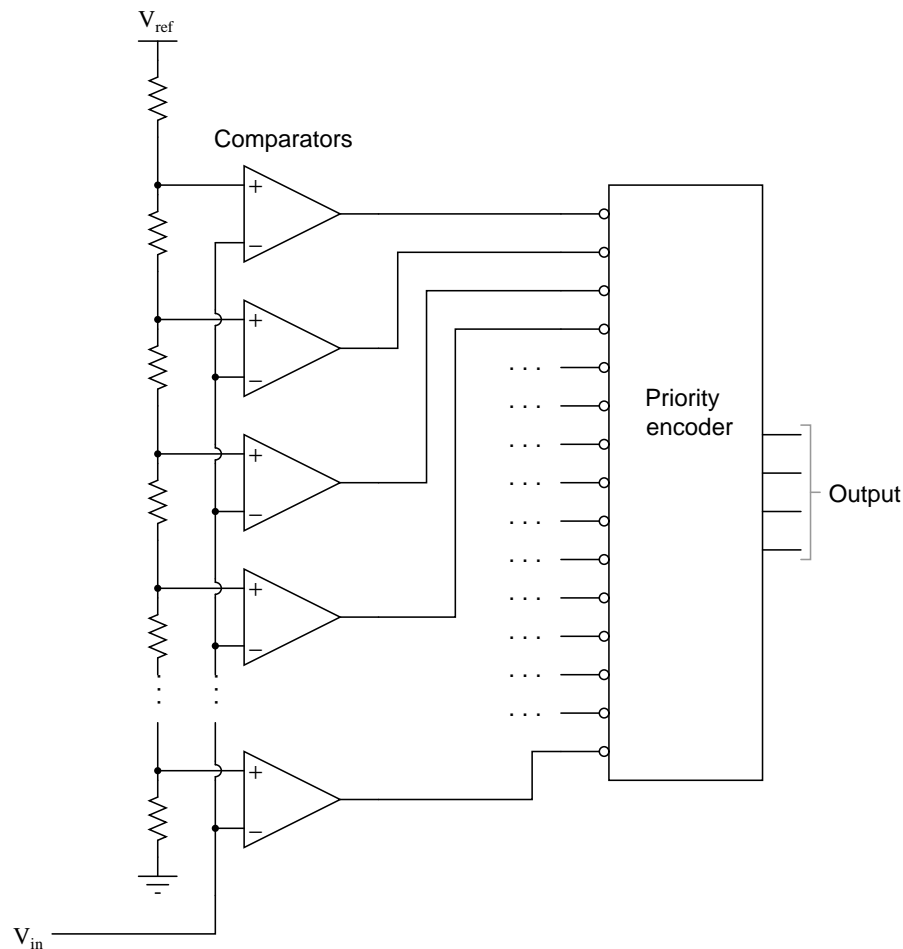 V_ref
Comparators
+
−
+
−
+
−
+
−
. . .
. . .
. . .
. . .
. . .
. . .
. . .
. . .
. . .
. . .
Priority
encoder
Output
+
−
V_in